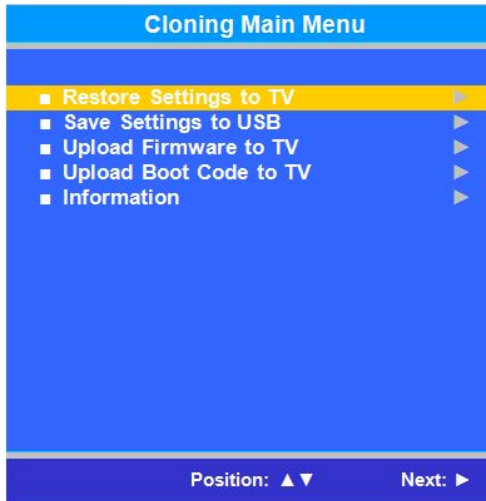 Cloning Main Menu
■ Restore Settings to TV ▶
■ Save Settings to USB ▶
■ Upload Firmware to TV ▶
■ Upload Boot Code to TV ▶
■ Information ▶
Position: ▲▼ Next: ▶